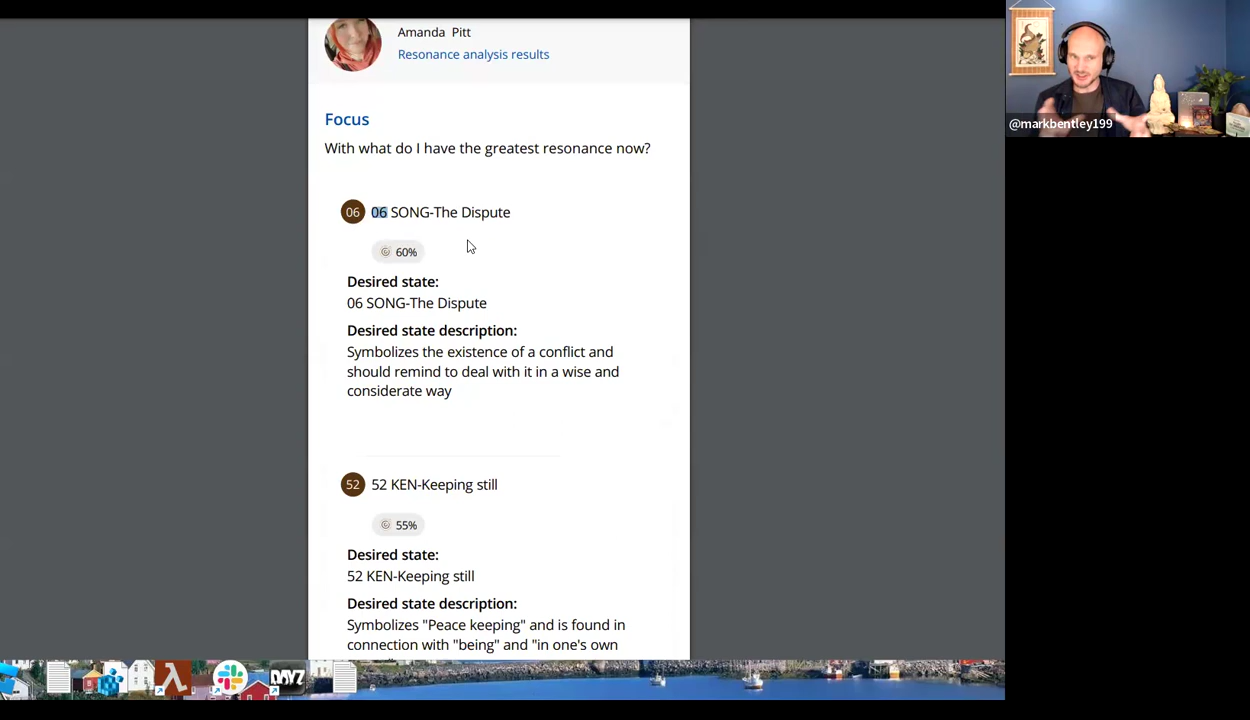 Amanda Pitt
Resonance analysis results
Focus
With what do I have the greatest resonance now?
06 06 SONG-The Dispute
60%
Desired state:
06 SONG-The Dispute
Desired state description:
Symbolizes the existence of a conflict and
should remind to deal with it in a wise and
considerate way
52 52 KEN-Keeping still
55%
Desired state:
52 KEN-Keeping still
Desired state description:
Symbolizes "Peace keeping" and is found in
connection with "being" and "in one's own
DAYZ
@markbentley199